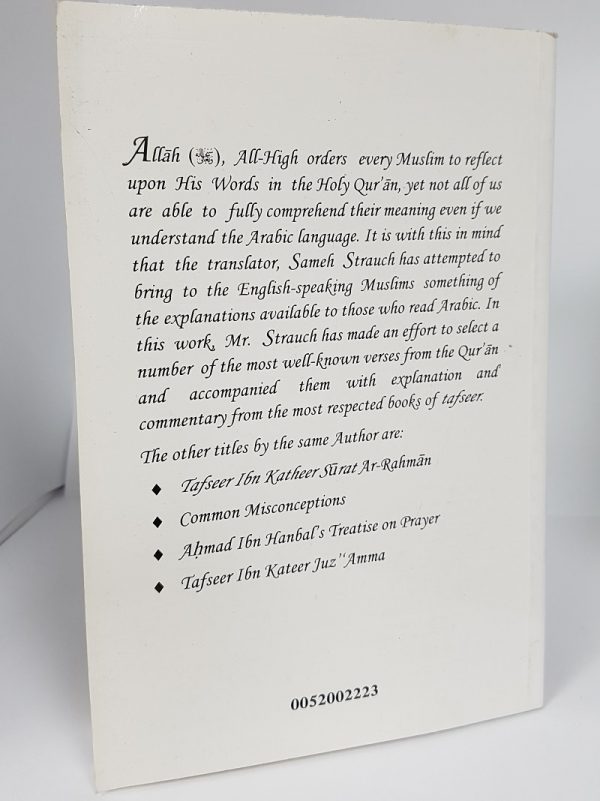 Allāh (ﷻ), All-High orders every Muslim to reflect
upon His Words in the Holy Qur'ān, yet not all of us
are able to fully comprehend their meaning even if we
understand the Arabic language. It is with this in mind
that the translator, Sameh Strauch has attempted to
bring to the English-speaking Muslims something of
the explanations available to those who read Arabic. In
this work, Mr. Strauch has made an effort to select a
number of the most well-known verses from the Qur'ān
and accompanied them with explanation and
commentary from the most respected books of tafseer.
The other titles by the same Author are:
♦ Tafseer Ibn Katheer Sūrat Ar-Rahmān
♦ Common Misconceptions
♦ Aḥmad Ibn Hanbal's Treatise on Prayer
♦ Tafseer Ibn Kateer Juz'‘Amma
0052002223